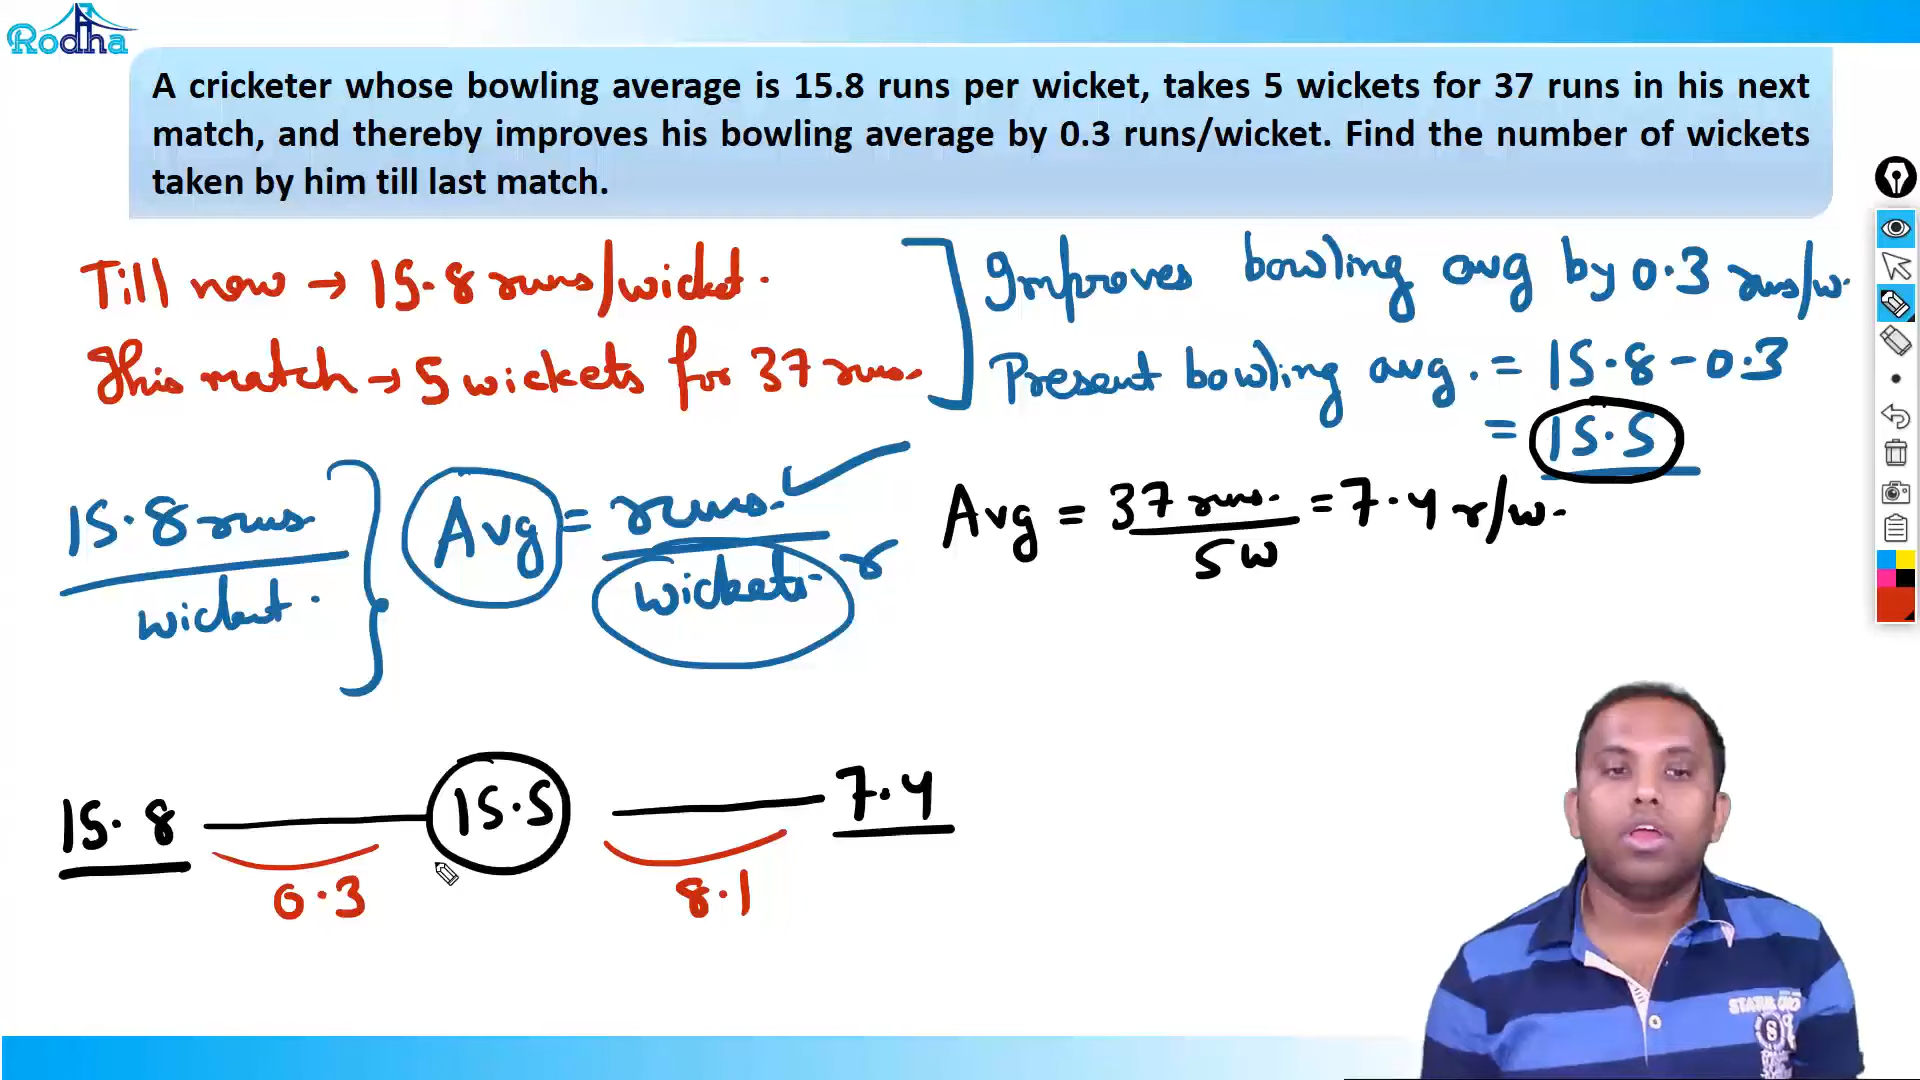 Rodha
A cricketer whose bowling average is 15.8 runs per wicket, takes 5 wickets for 37 runs in his next
match, and thereby improves his bowling average by 0.3 runs/wicket. Find the number of wickets
taken by him till last match.
Till now → 15.8 runs/wicket.
This match → 5 wickets for 37 runs.
Improves bowling avg by 0.3 runs/w.
Present bowling avg. = 15.8 - 0.3
= 15.5
15.8 runs
wicket.
Avg = runs.
wickets. r
Avg = 37 runs. = 7.4 r/w.
5 w
15.8 15.5 7.4
0.3 8.1